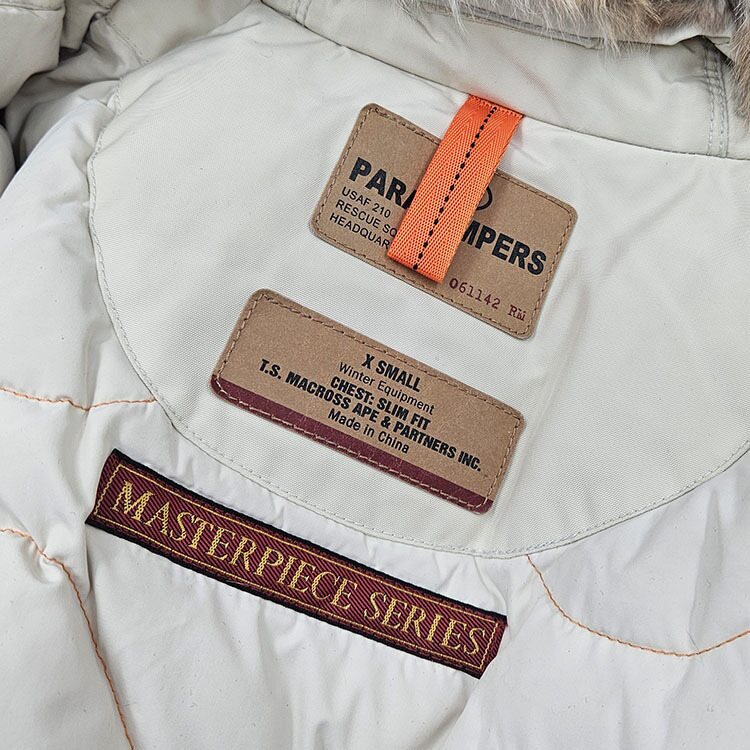 PARA MPERS
USAF 210
RESCUE SQ
HEADQUAR
061142 RW
X SMALL
Winter Equipment
CHEST: SLIM FIT
T.S. MACROSS APE & PARTNERS INC.
Made in China
MASTERPIECE SERIES